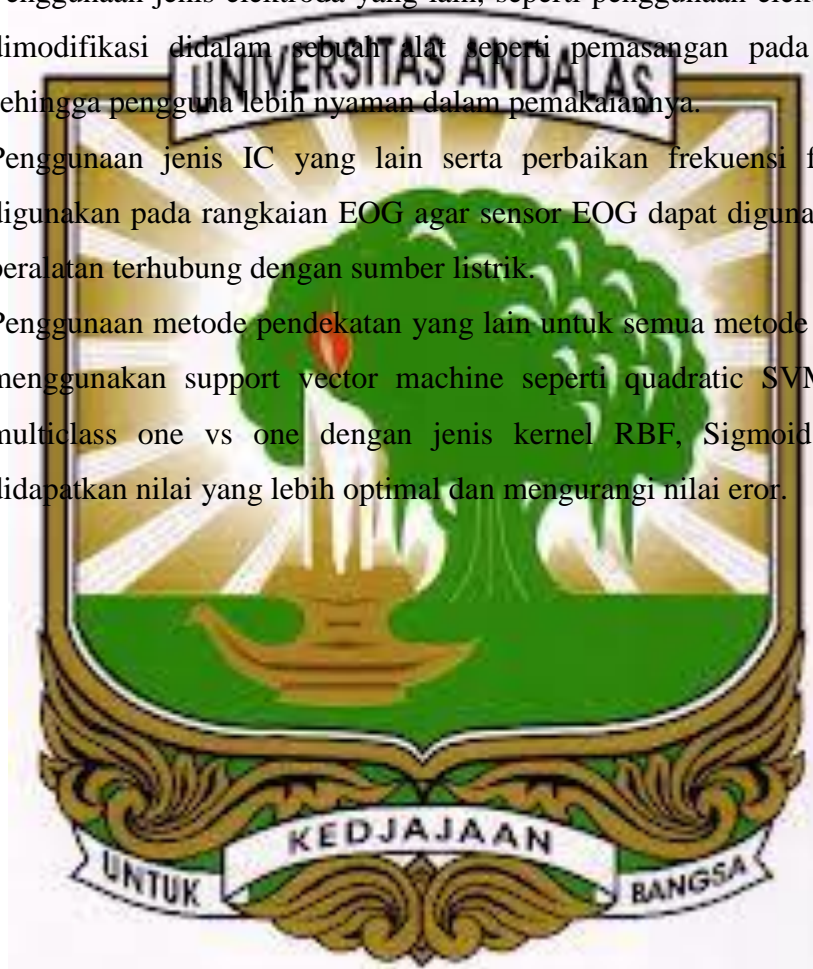 Penggunaan jenis elektroda yang lain, seperti penggunaan
dimodifikasi didalam sebuah alat seperti pemasangan pada
UNIVERSITAS ANDALAS
sehingga pengguna lebih nyaman dalam pemakaiannya.
Penggunaan jenis IC yang lain serta perbaikan frekuensi
digunakan pada rangkaian EOG agar sensor EOG dapat
peralatan terhubung dengan sumber listrik.
Penggunaan metode pendekatan yang lain untuk semua metode
menggunakan support vector machine seperti quadratic SVM
multiclass one vs one dengan jenis kernel RBF, Sigmoid
didapatkan nilai yang lebih optimal dan mengurangi nilai eror.
KEDJAJAAN
UNTUK
BANGSA